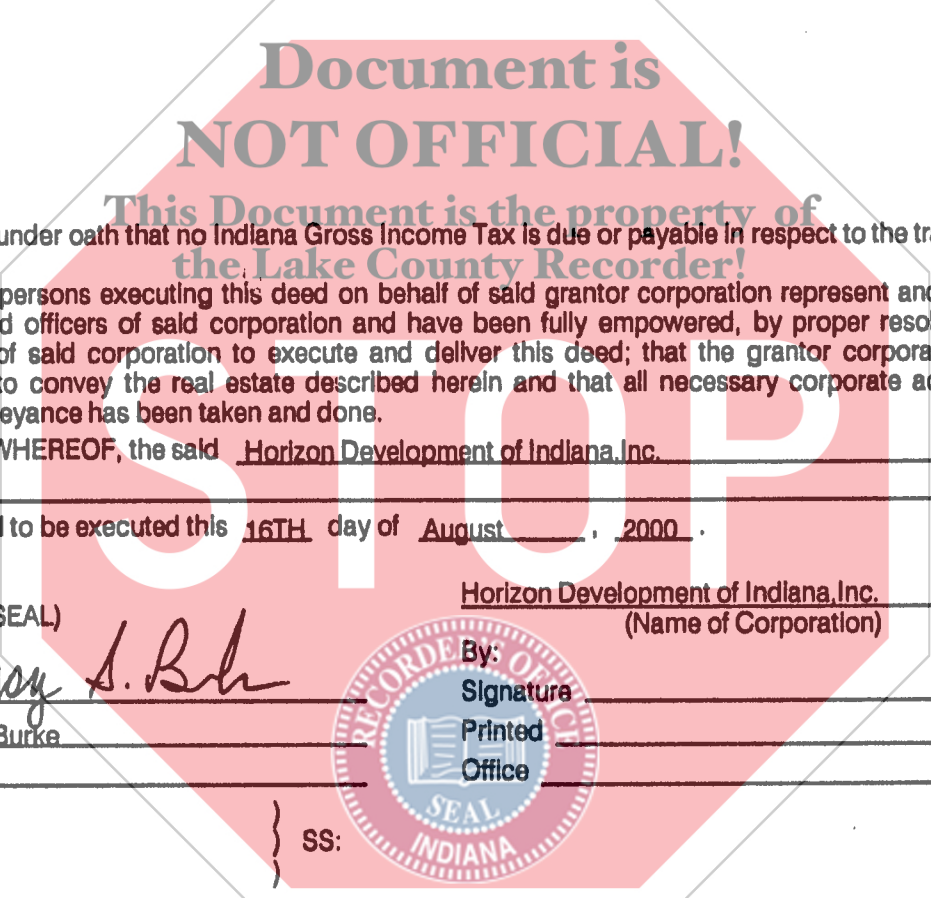 Document is
NOT OFFICIAL!
This Document is the property of
the Lake County Recorder!
under oath that no Indiana Gross Income Tax is due or payable in respect to the tra
persons executing this deed on behalf of said grantor corporation represent and
d officers of said corporation and have been fully empowered, by proper reso
of said corporation to execute and deliver this deed; that the grantor corpora
to convey the real estate described herein and that all necessary corporate a
eyance has been taken and done.
WHEREOF, the said Horizon Development of Indiana,Inc.
STOP
to be executed this 16TH day of August , 2000 .
Horizon Development of Indiana,Inc.
SEAL)
(Name of Corporation)
By:
S. Burke
Signature
Burke
Printed
Office
RECORDER'S OFFICE
SEAL
INDIANA
SS: